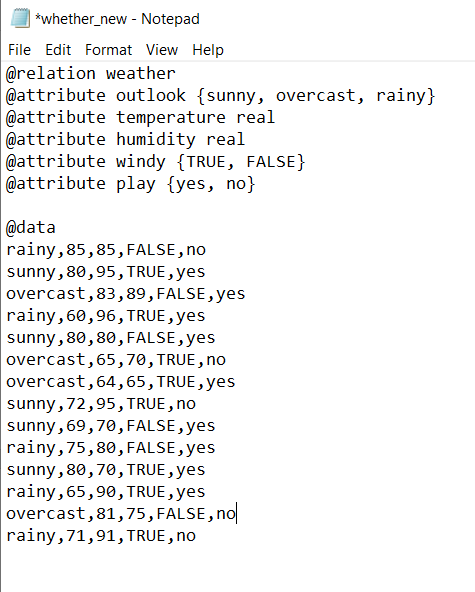 *whether_new - Notepad
File Edit Format View Help
@relation weather
@attribute outlook {sunny, overcast, rainy}
@attribute temperature real
@attribute humidity real
@attribute windy {TRUE, FALSE}
@attribute play {yes, no}
@data
rainy,85,85,FALSE,no
sunny,80,95,TRUE,yes
overcast,83,89,FALSE,yes
rainy,60,96,TRUE,yes
sunny,80,80,FALSE,yes
overcast,65,70,TRUE,no
overcast,64,65,TRUE,yes
sunny,72,95,TRUE,no
sunny,69,70,FALSE,yes
rainy,75,80,FALSE,yes
sunny,80,70,TRUE,yes
rainy,65,90,TRUE,yes
overcast,81,75,FALSE,no
rainy,71,91,TRUE,no